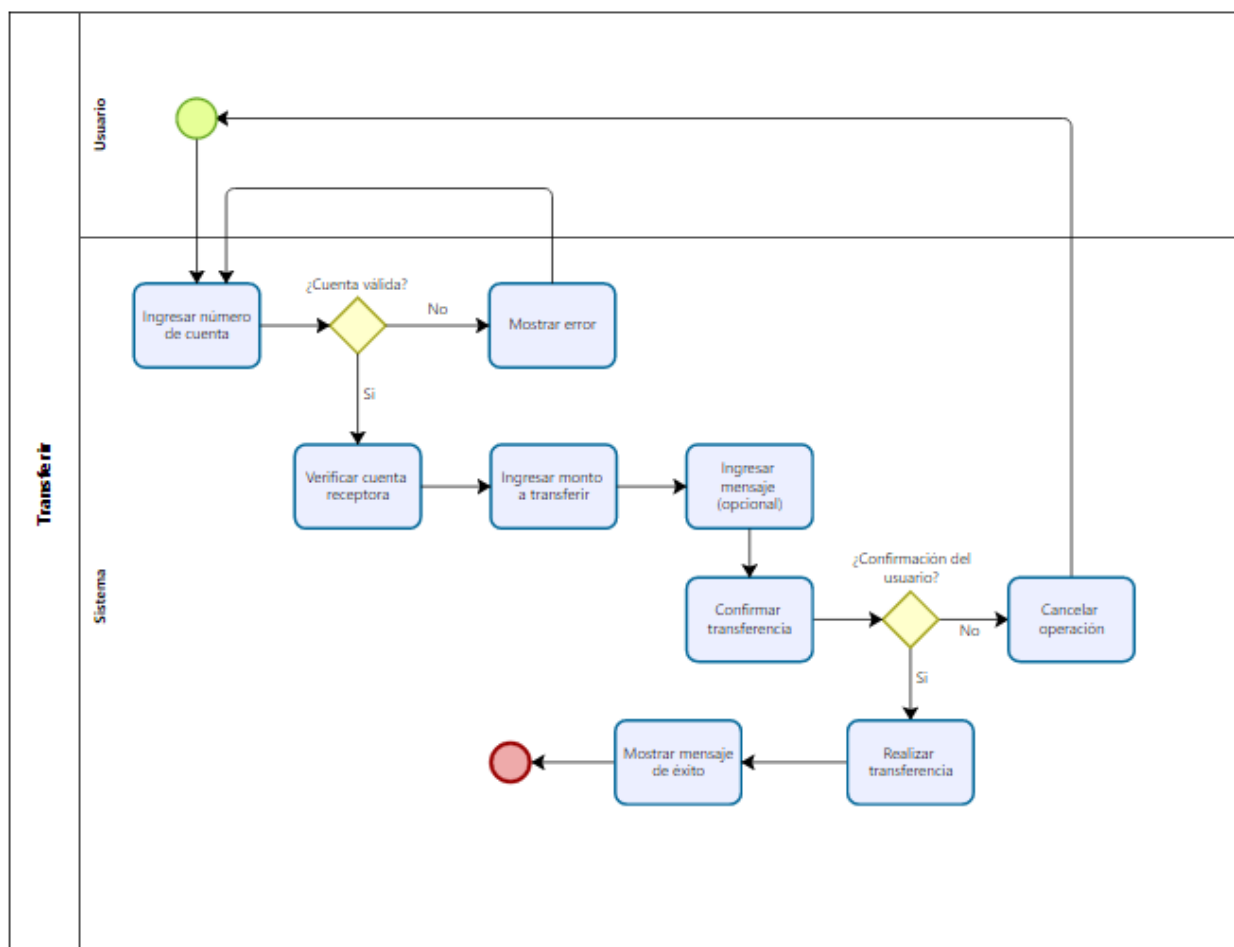 Transferir
Usuario
Sistema
¿Cuenta válida?
Ingresar número
de cuenta
No
Mostrar error
Si
Verificar cuenta
receptora
Ingresar monto
a transferir
Ingresar
mensaje
(opcional)
¿Confirmación del
usuario?
Confirmar
transferencia
No
Cancelar
operación
Si
Mostrar mensaje
de éxito
Realizar
transferencia